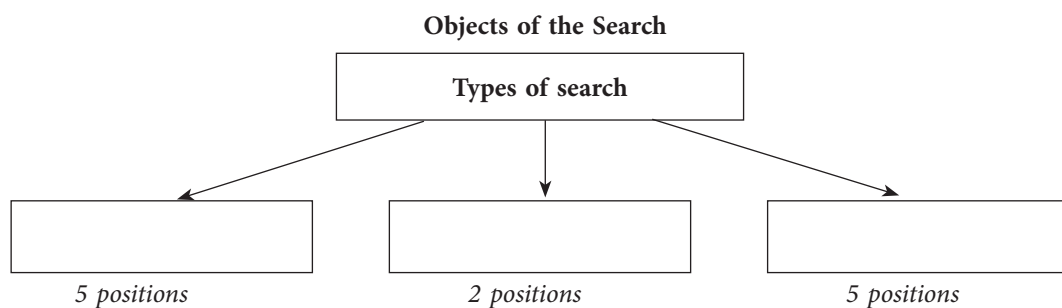 Objects of the Search
Types of search
5 positions
2 positions
5 positions